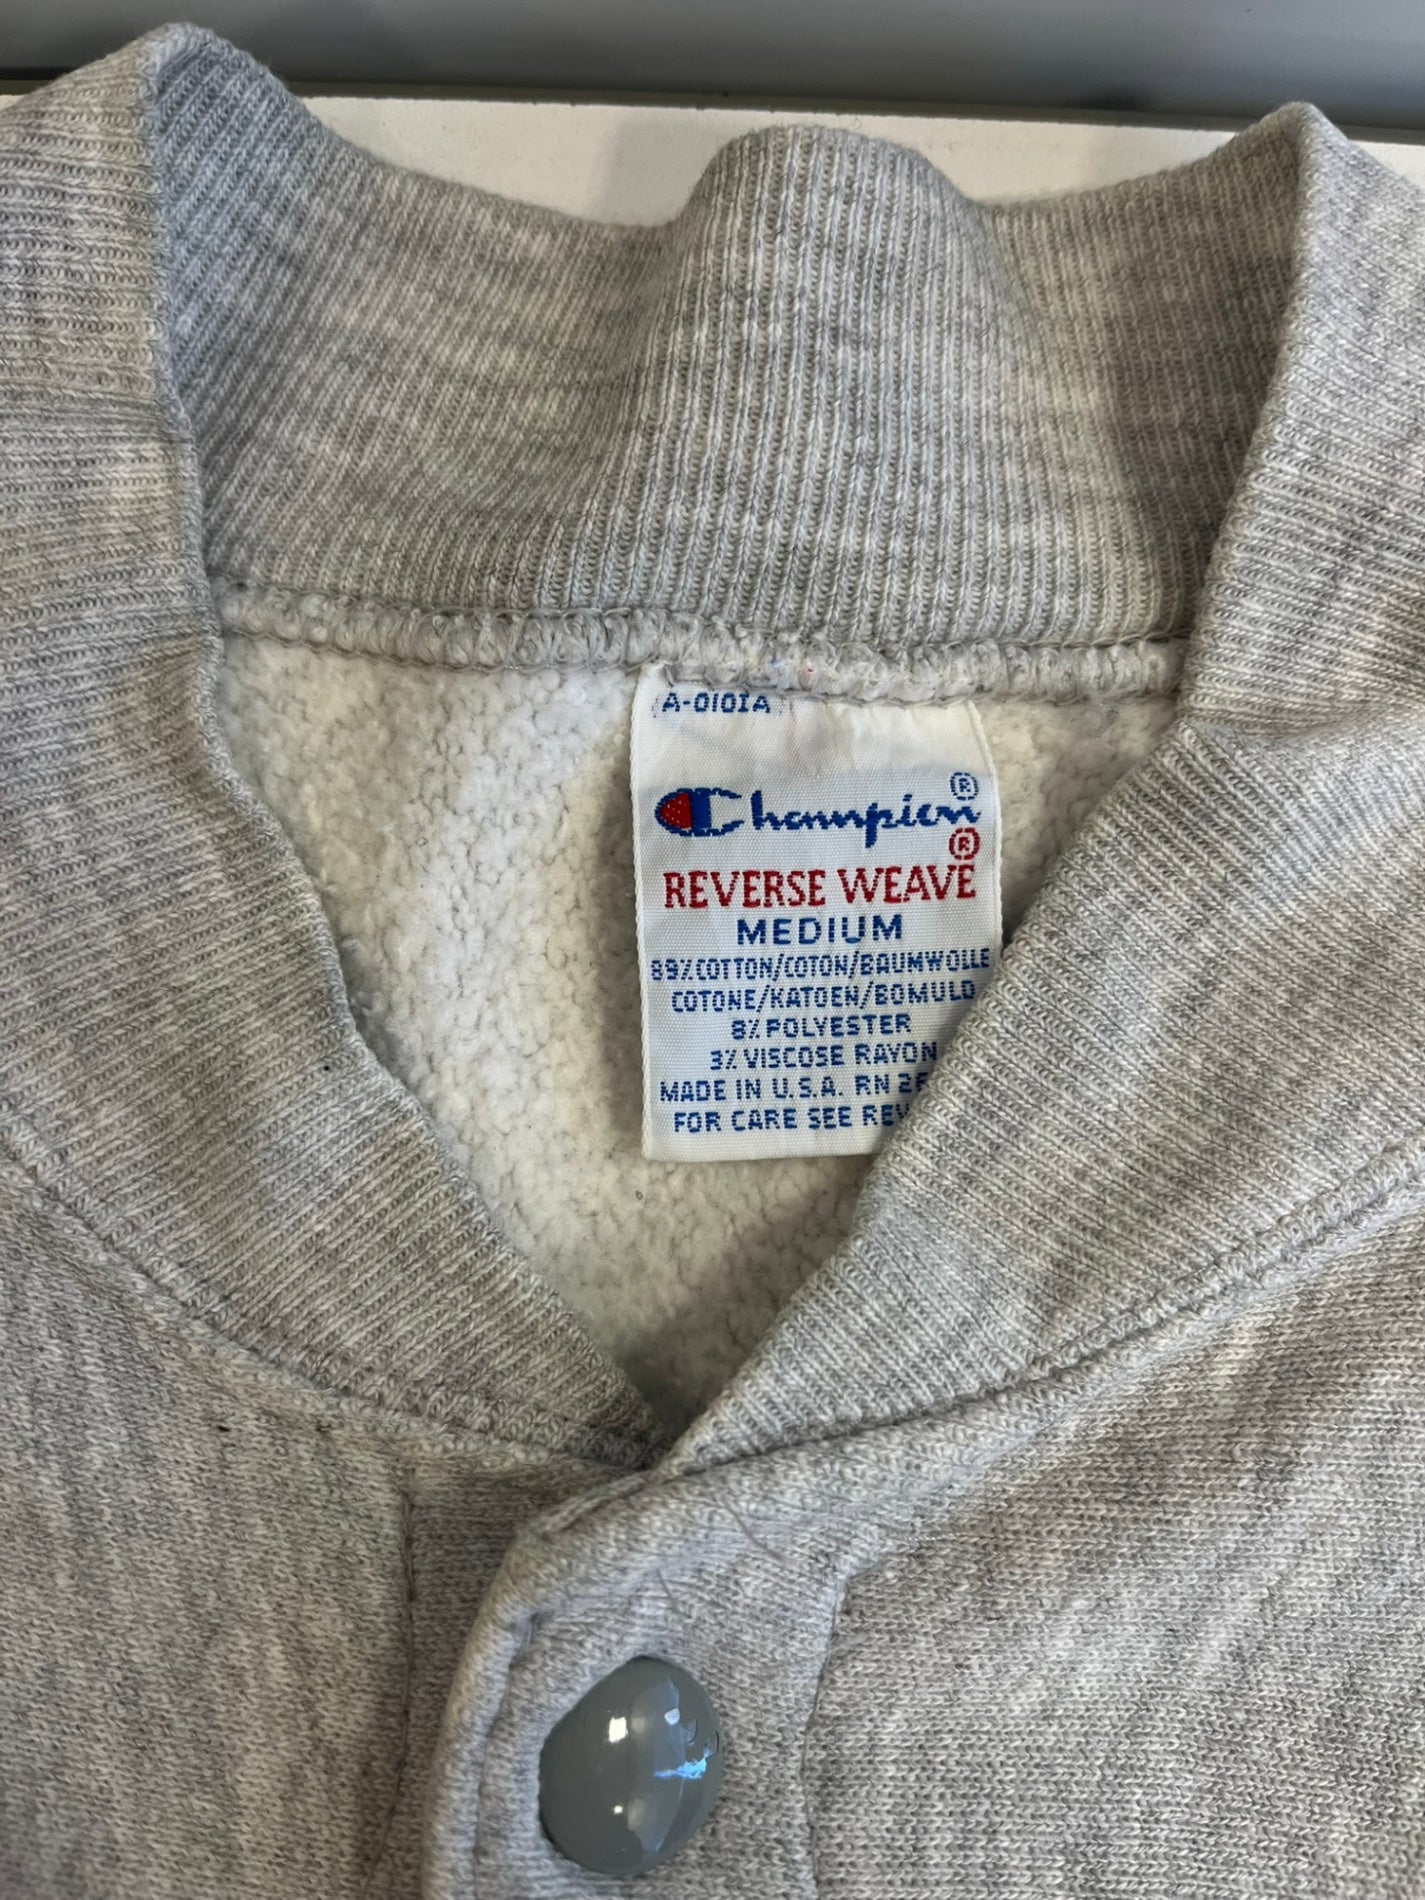 A-0101A
Champion®
REVERSE WEAVE®
MEDIUM
89% COTTON/COTON/BAUMWOLLE
COTONE/KATOEN/BOMULD
8% POLYESTER
3% VISCOSE RAYON
MADE IN U.S.A. RN
FOR CARE SEE